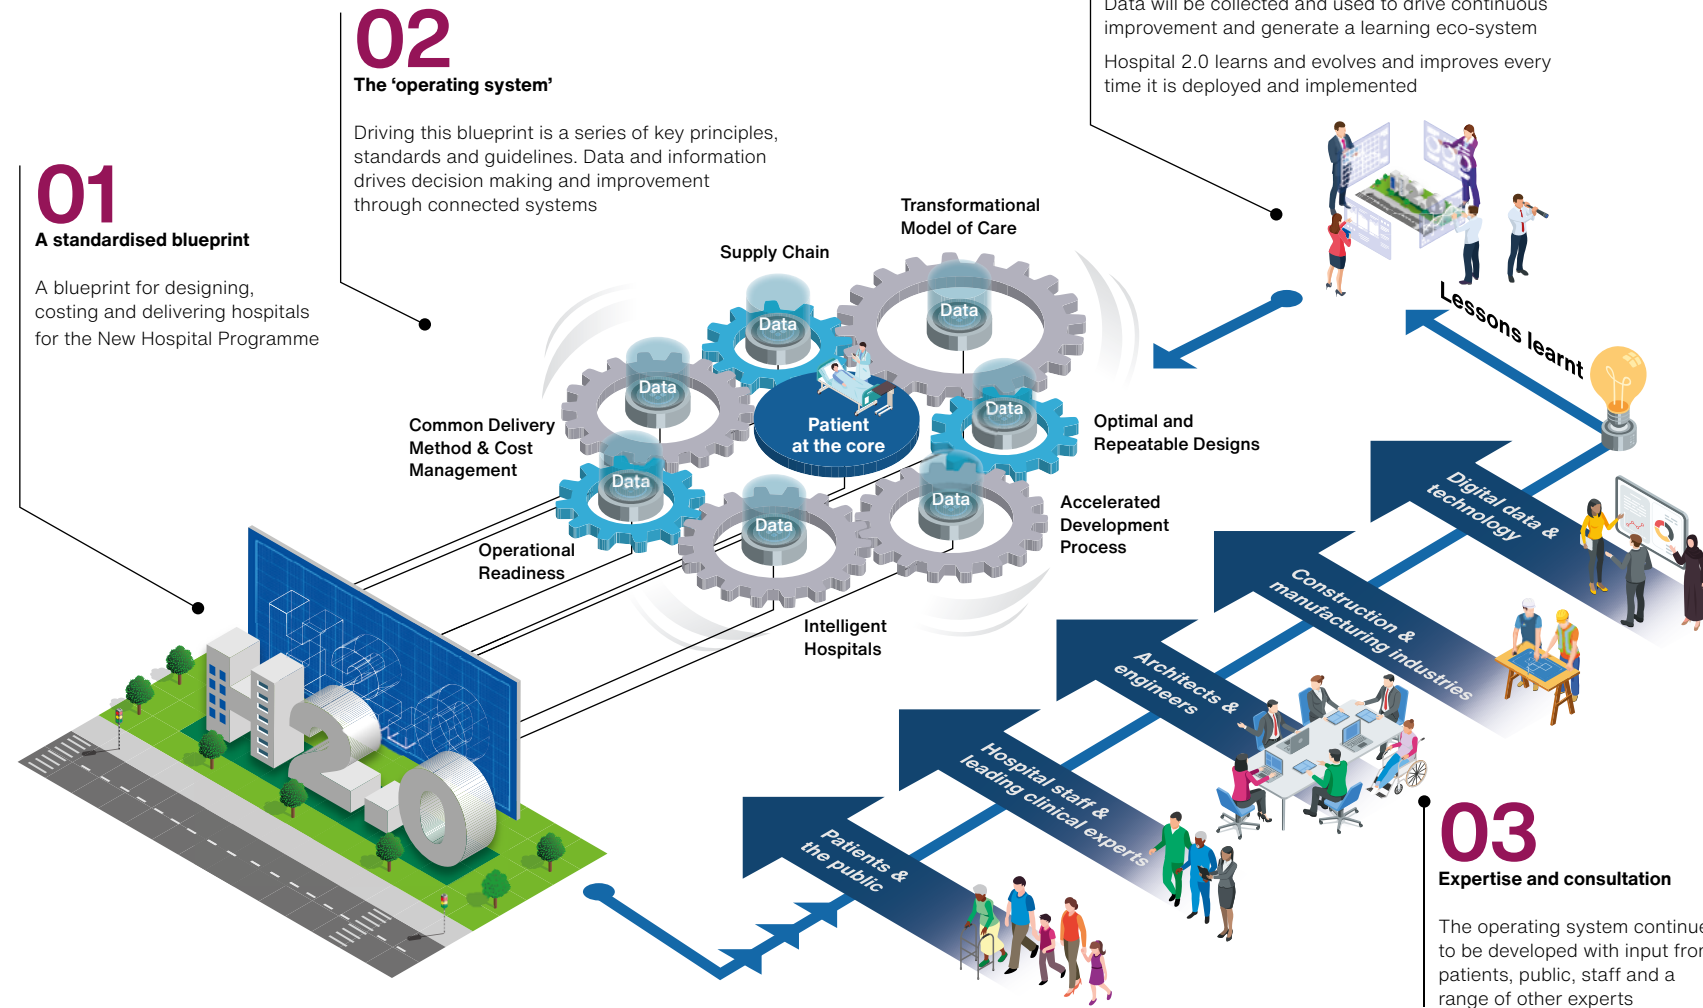 01
A standardised blueprint
A blueprint for designing,
costing and delivering hospitals
for the New Hospital Programme
02
The ‘operating system’
Driving this blueprint is a series of key principles,
standards and guidelines. Data and information
drives decision making and improvement
through connected systems
Data will be collected and used to drive continuous
improvement and generate a learning eco-system
Hospital 2.0 learns and evolves and improves every
time it is deployed and implemented
Transformational
Model of Care
Supply Chain
Data
Data
Data
Data
Data
Data
Data
Patient
at the core
Common Delivery
Method & Cost
Management
Optimal and
Repeatable Designs
Operational
Readiness
Accelerated
Development
Process
Intelligent
Hospitals
Lessons learnt
Digital data &
technology
Construction &
manufacturing industries
Architects &
engineers
Hospital staff &
leading clinical experts
Patients &
the public
H2.0
03
Expertise and consultation
The operating system continue
to be developed with input from
patients, public, staff and a
range of other experts